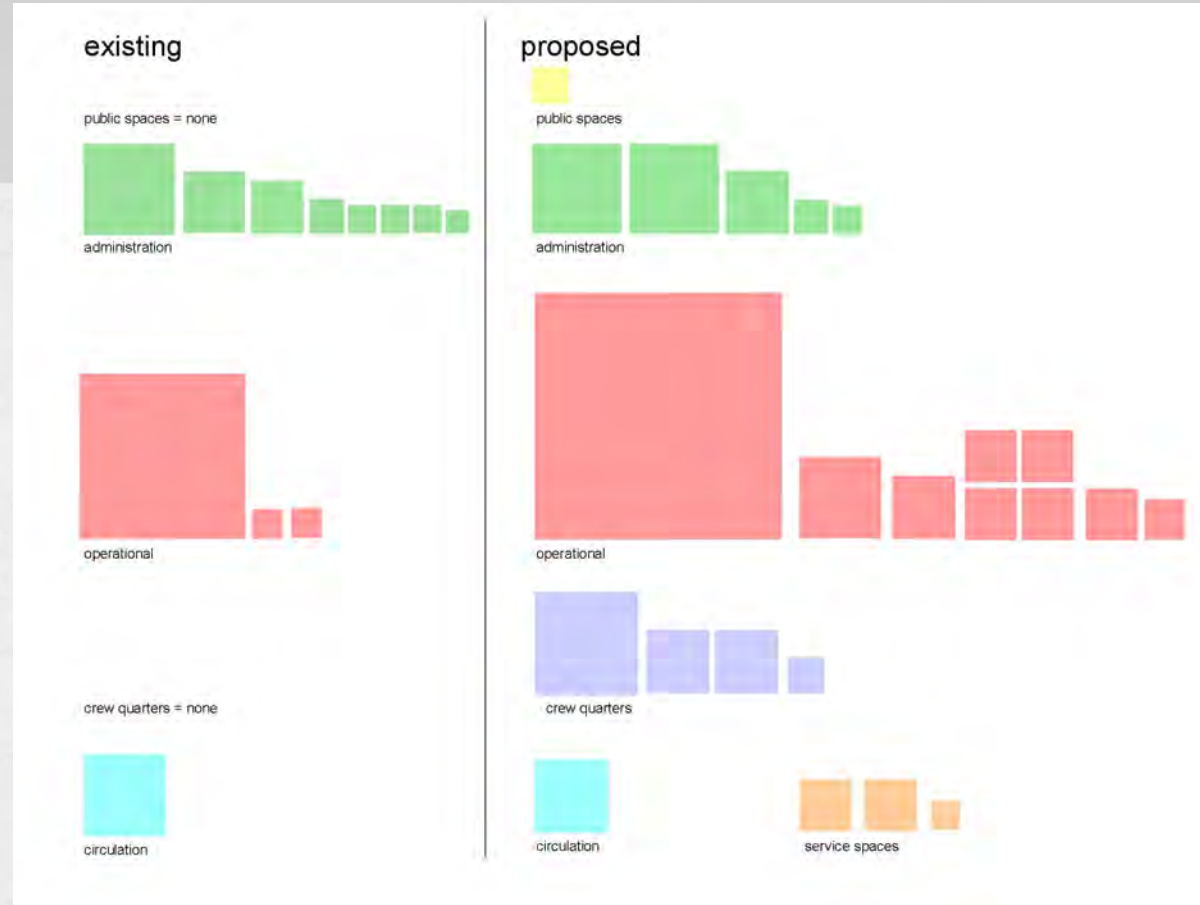 existing
public spaces = none
administration
operational
crew quarters = none
circulation
proposed
public spaces
administration
operational
crew quarters
circulation
service spaces